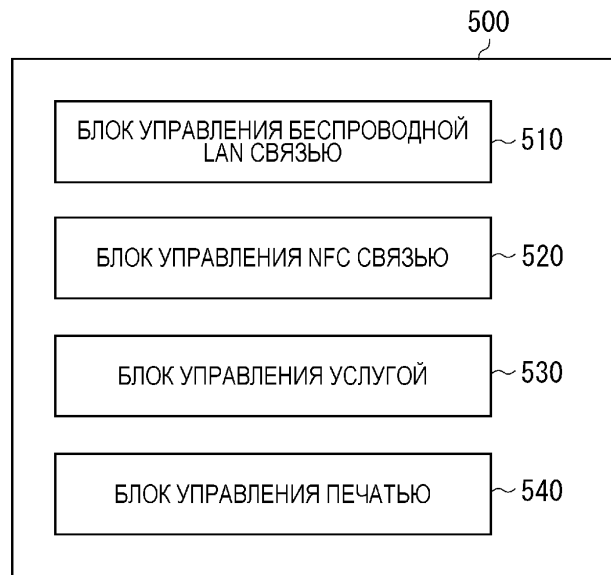 500
БЛОК УПРАВЛЕНИЯ БЕСПРОВОДНОЙ
LAN СВЯЗЬЮ
510
БЛОК УПРАВЛЕНИЯ NFC СВЯЗЬЮ
520
БЛОК УПРАВЛЕНИЯ УСЛУГОЙ
530
БЛОК УПРАВЛЕНИЯ ПЕЧАТЬЮ
540